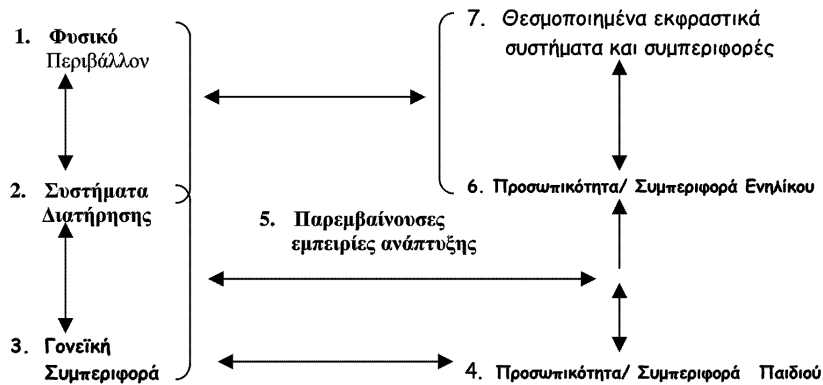 1. Φυσικό
Περιβάλλον
7. Θεσμοποιημένα εκφραστικά
συστήματα και συμπεριφορές
2. Συστήματα
Διατήρησης
6. Προσωπικότητα/ Συμπεριφορά Ενηλίκου
5. Παρεμβαίνουσες
εμπειρίες ανάπτυξης
3. Γονεϊκή
Συμπεριφορά
4. Προσωπικότητα/ Συμπεριφορά Παιδιού